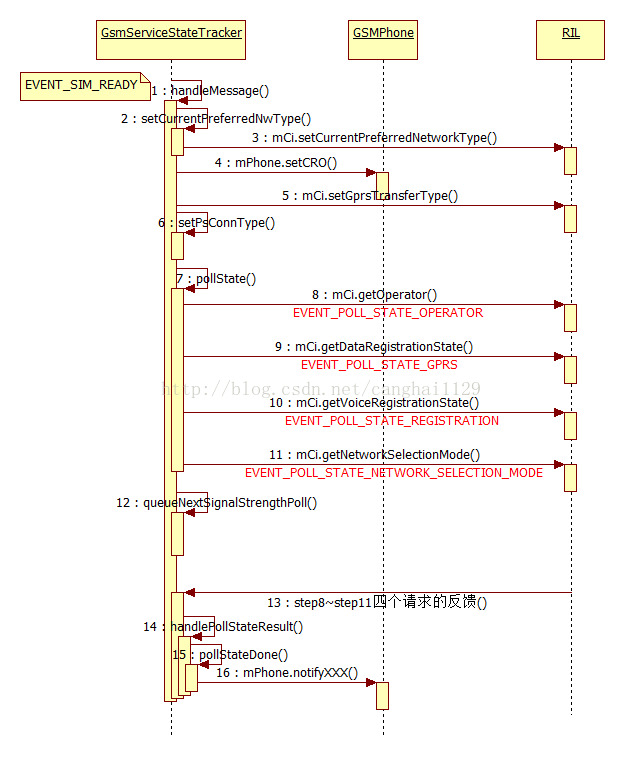 GsmServiceStateTracker
GSMPhone
RIL
EVENT_SIM_READY
1 : handleMessage()
2 : setCurrentPreferredNwType()
3 : mCi.setCurrentPreferredNetworkType()
4 : mPhone.setCRO()
5 : mCi.setGprsTransferType()
6 : setPsConnType()
7 : pollState()
8 : mCi.getOperator()
EVENT_POLL_STATE_OPERATOR
9 : mCi.getDataRegistrationState()
EVENT_POLL_STATE_GPRS
http://blog.csdn.net/canghai1129
10 : mCi.getVoiceRegistrationState()
EVENT_POLL_STATE_REGISTRATION
11 : mCi.getNetworkSelectionMode()
EVENT_POLL_STATE_NETWORK_SELECTION_MODE
12 : queueNextSignalStrengthPoll()
13 : step8~step11四个请求的反馈()
14 : handlePollStateResult()
15 : pollStateDone()
16 : mPhone.notifyXXX()